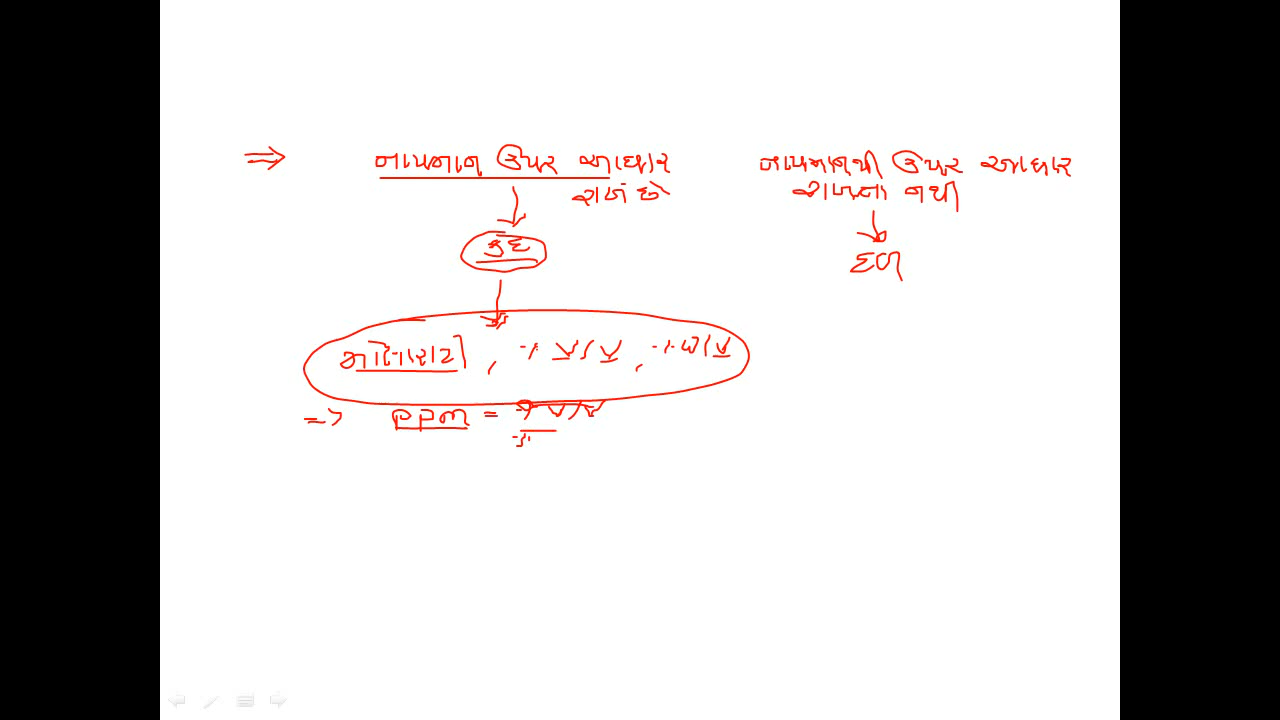 ⇒ તાપમાન ઉપર આધાર
રાખે છે
કદ
મોલારિટી, % V/V, % W/V
=> PPM = % V/V
તાપમાનથી ઉપર આધાર
રાખતા નથી
દળ